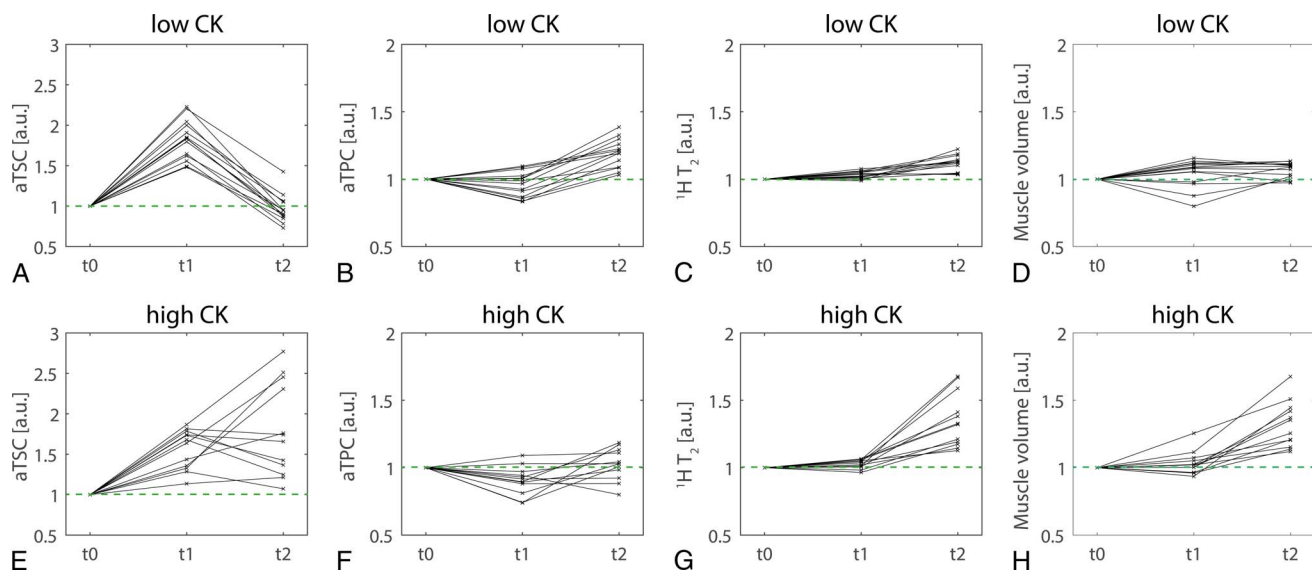 low CK
aTSC [a.u.]
3
2.5
2
1.5
1
0.5
t0 t1 t2
A
low CK
aTPC [a.u.]
2
1.5
1
0.5
t0 t1 t2
B
low CK
¹H T₂ [a.u.]
2
1.5
1
0.5
t0 t1 t2
C
low CK
Muscle volume [a.u.]
2
1.5
1
0.5
t0 t1 t2
D
high CK
aTSC [a.u.]
3
2.5
2
1.5
1
0.5
t0 t1 t2
E
high CK
aTPC [a.u.]
2
1.5
1
0.5
t0 t1 t2
F
high CK
¹H T₂ [a.u.]
2
1.5
1
0.5
t0 t1 t2
G
high CK
Muscle volume [a.u.]
2
1.5
1
0.5
t0 t1 t2
H